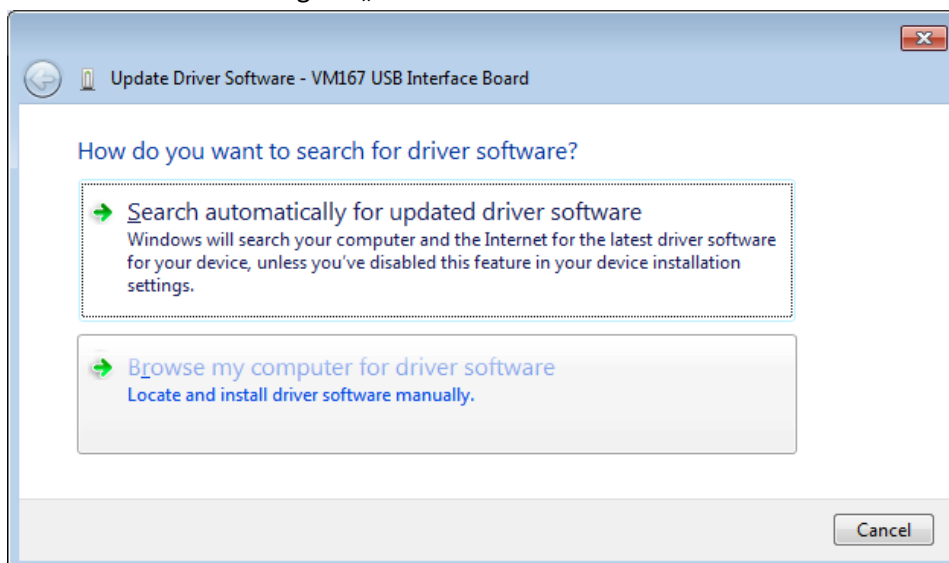 Update Driver Software - VM167 USB Interface Board
How do you want to search for driver software?
Search automatically for updated driver software
Windows will search your computer and the Internet for the latest driver software
for your device, unless you've disabled this feature in your device installation
settings.
Browse my computer for driver software
Locate and install driver software manually.
Cancel